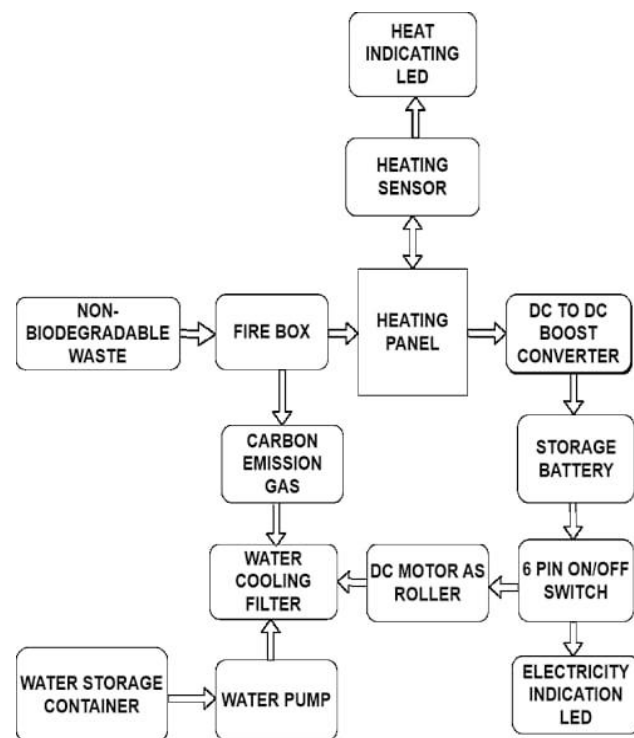 HEAT
INDICATING
LED
HEATING
SENSOR
NON-
BIODEGRADABLE
WASTE
FIRE BOX
HEATING
PANEL
DC TO DC
BOOST
CONVERTER
CARBON
EMISSION
GAS
STORAGE
BATTERY
WATER
COOLING
FILTER
DC MOTOR AS
ROLLER
6 PIN ON/OFF
SWITCH
WATER STORAGE
CONTAINER
WATER PUMP
ELECTRICITY
INDICATION
LED